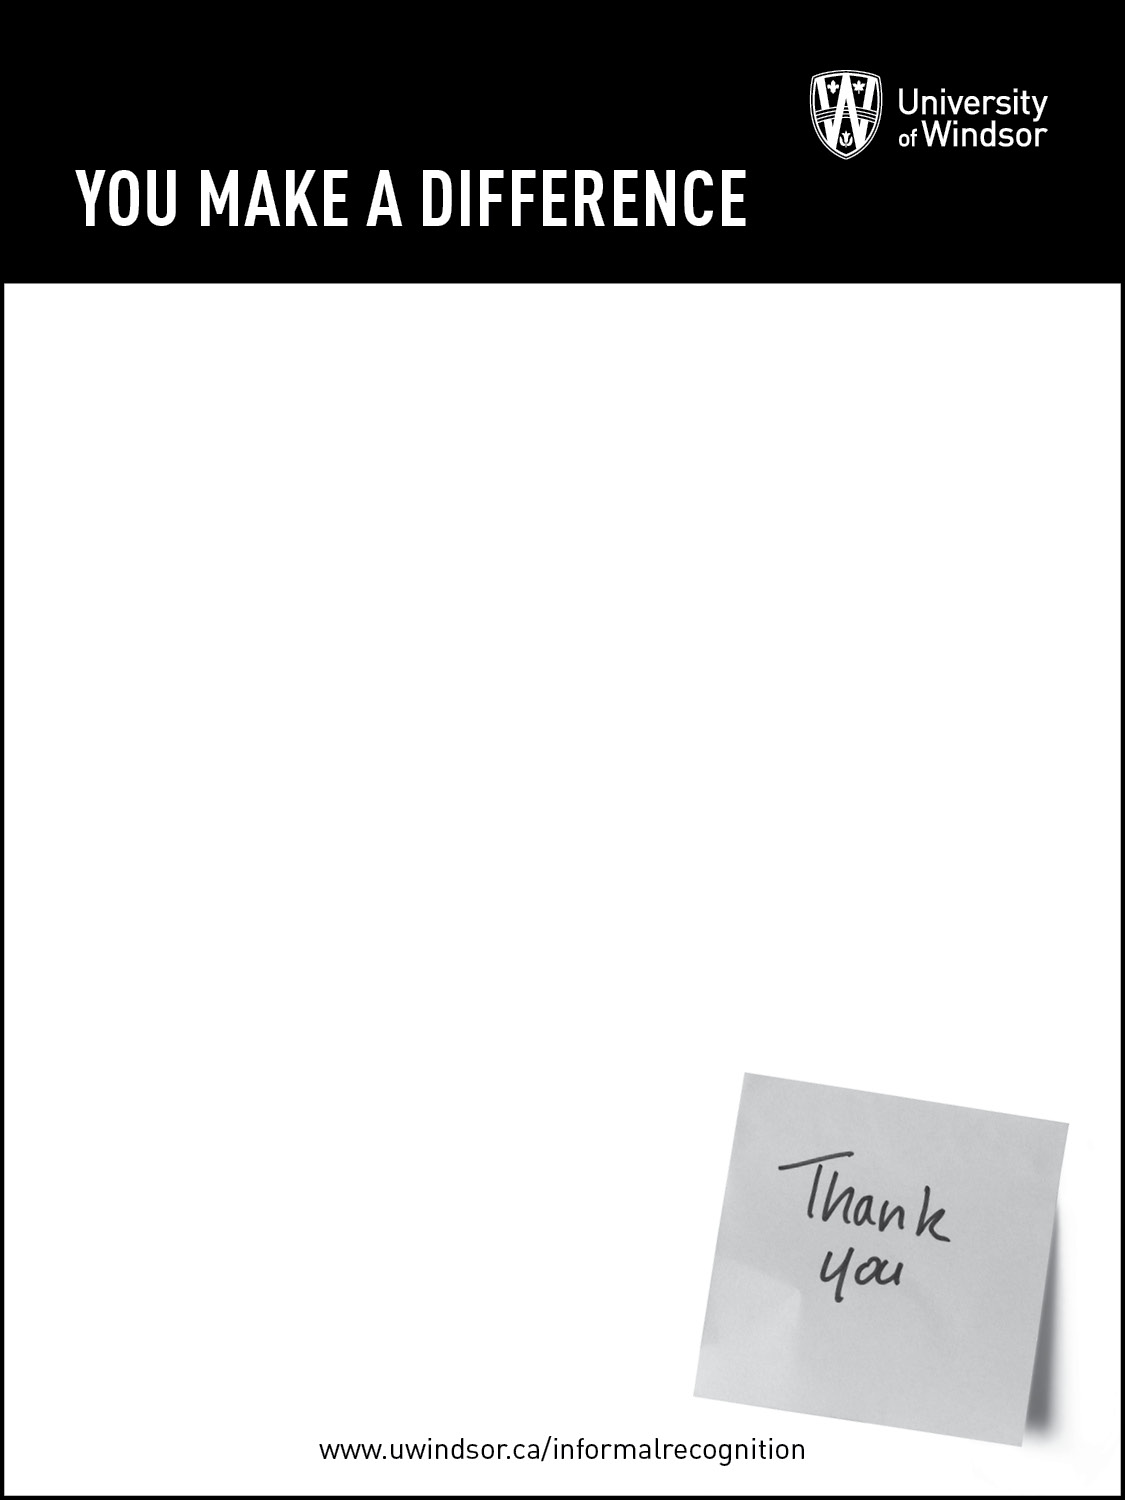 University
of Windsor
YOU MAKE A DIFFERENCE
Thank
you
www.uwindsor.ca/informalrecognition